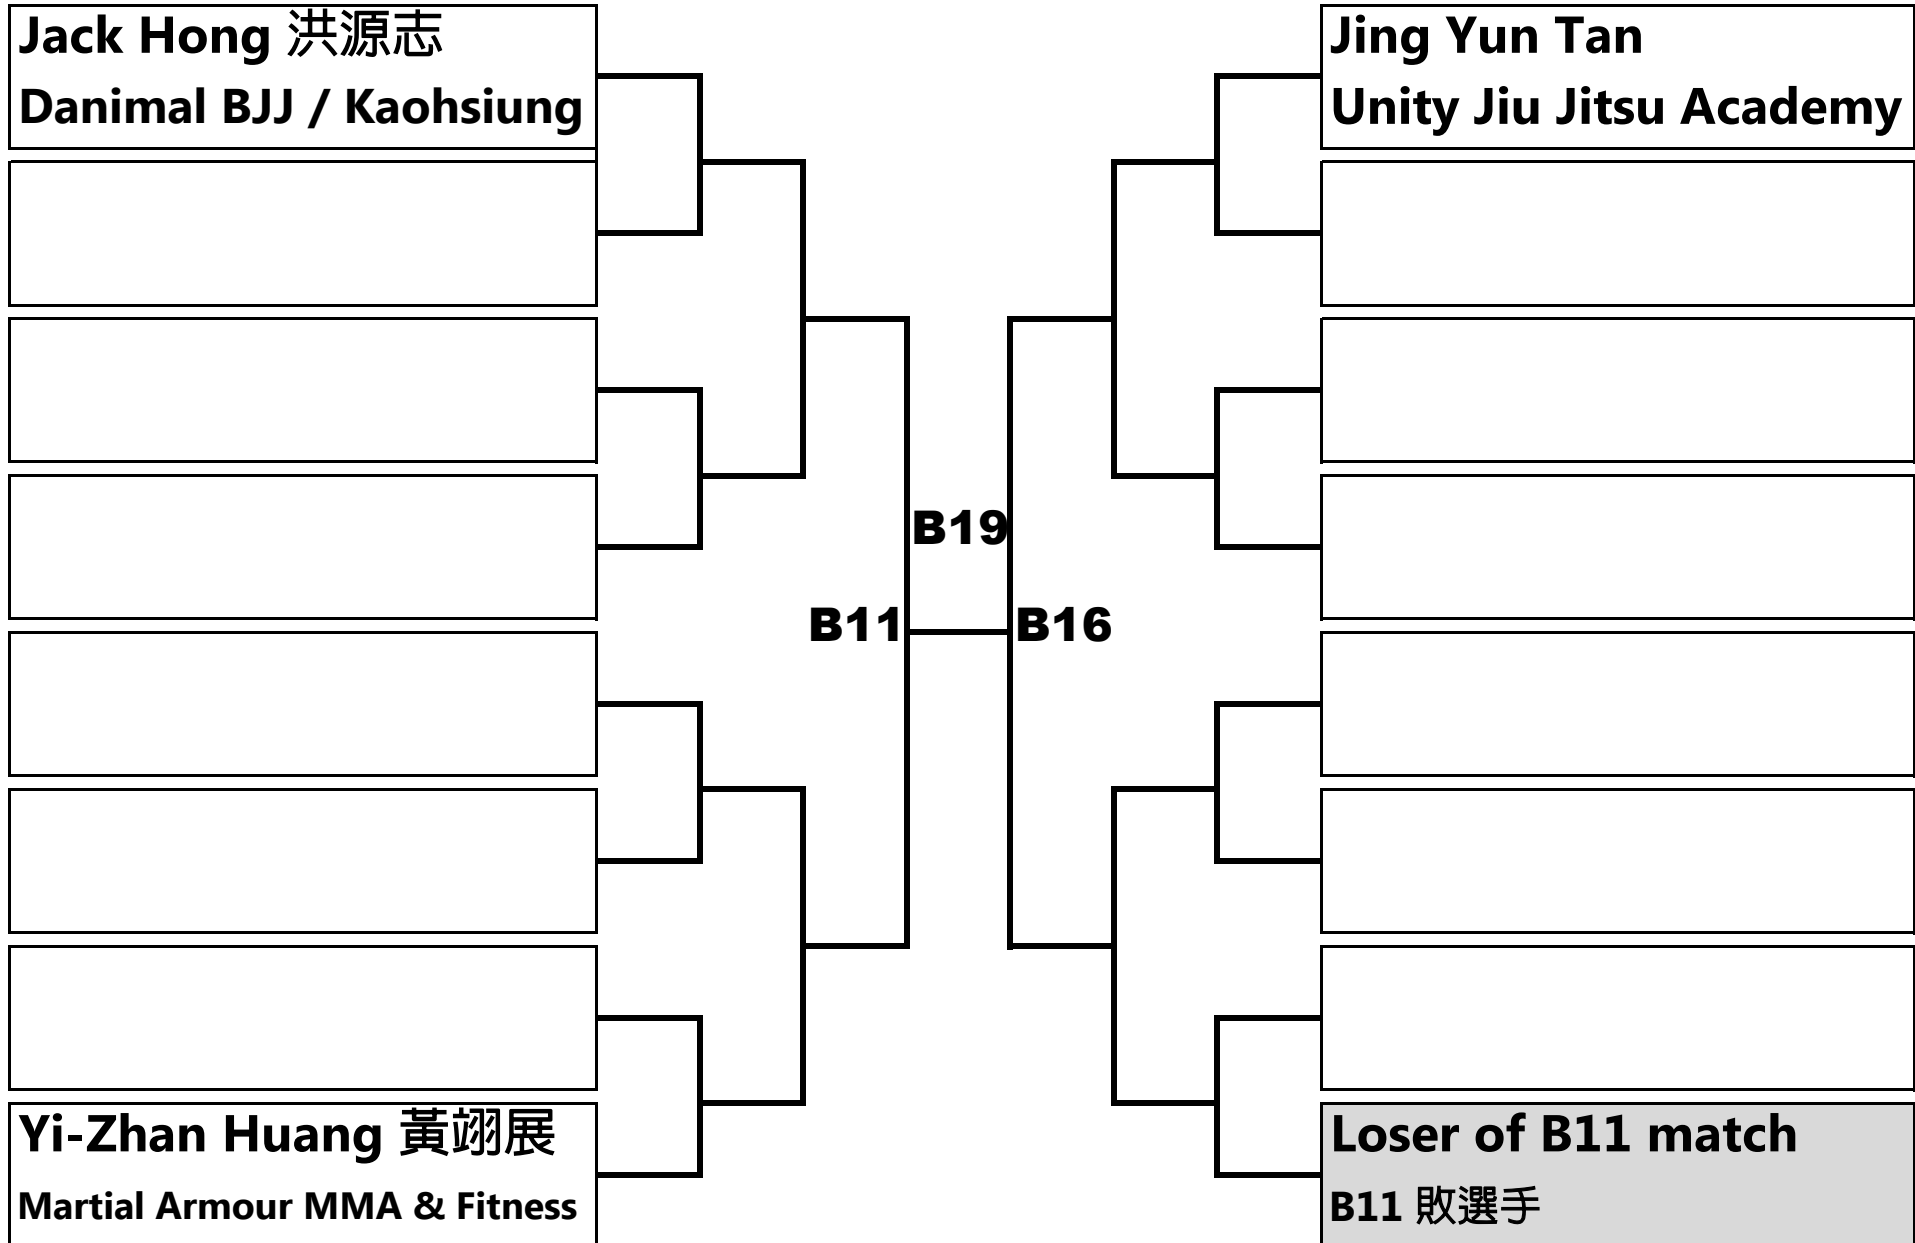 Jack Hong 洪源志
Danimal BJJ / Kaohsiung
Jing Yun Tan
Unity Jiu Jitsu Academy
B19
B11
B16
Yi-Zhan Huang 黃翊展
Martial Armour MMA & Fitness
Loser of B11 match
B11 敗選手